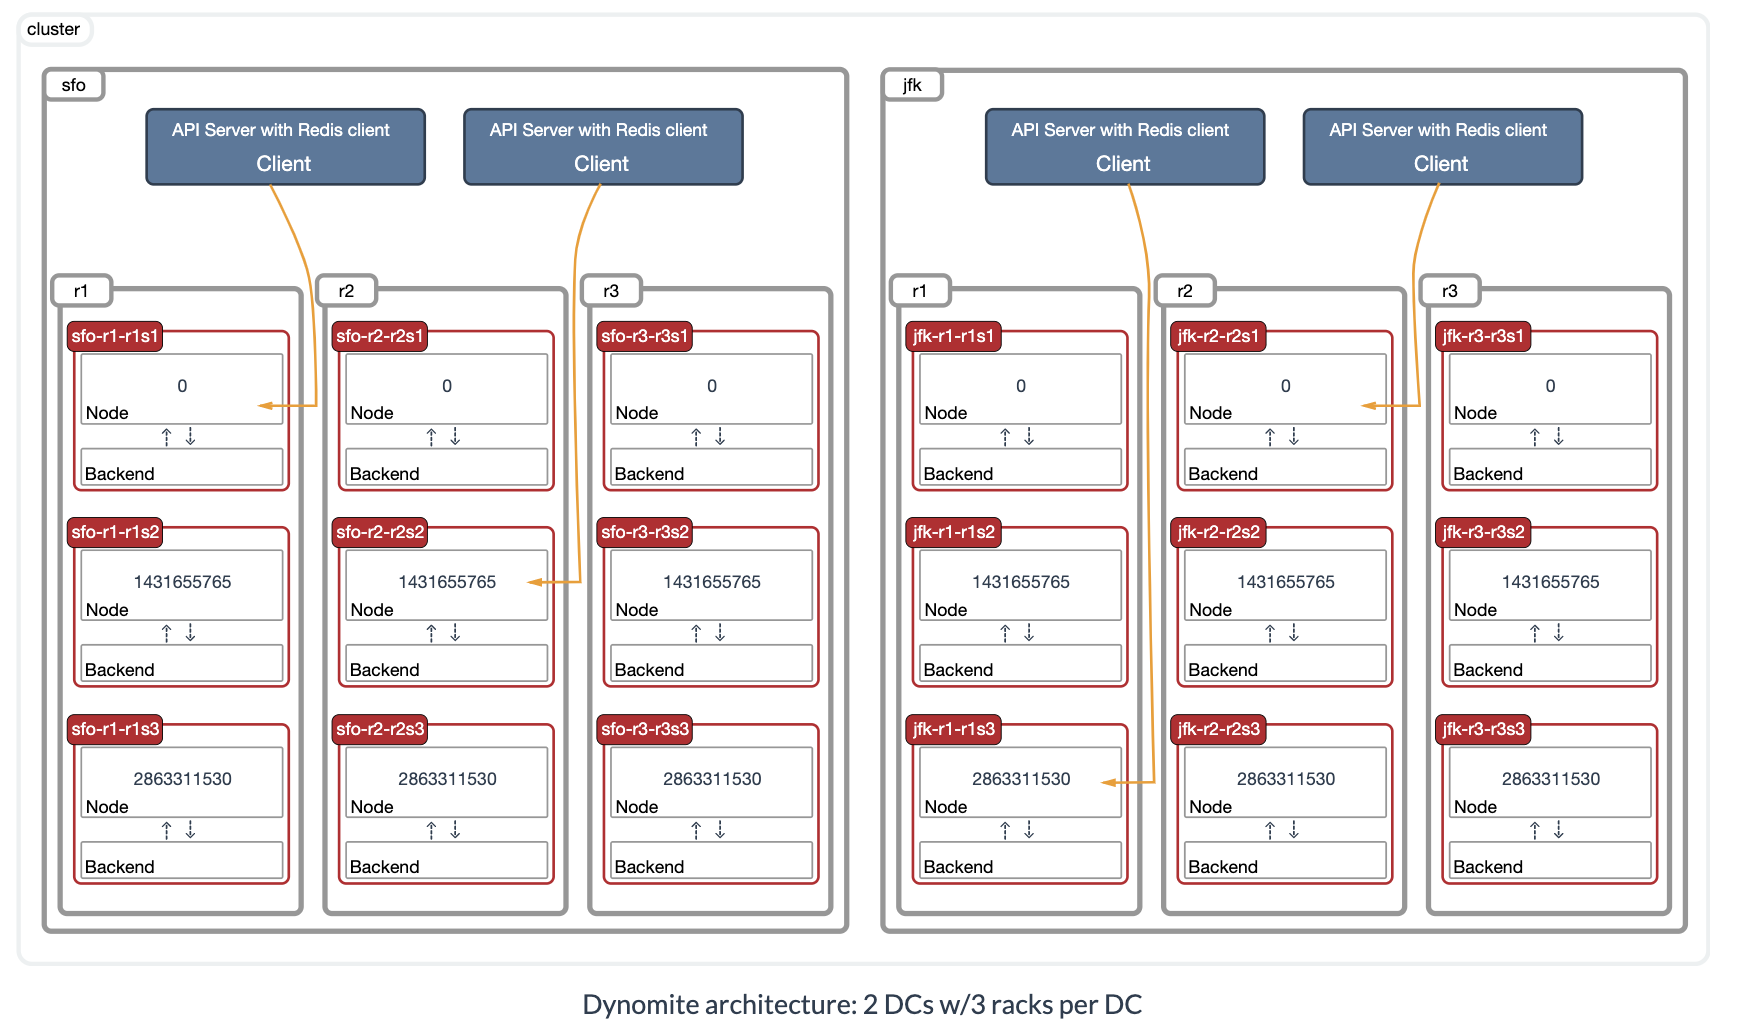 cluster
sfo
API Server with Redis client
Client
API Server with Redis client
Client
r1
sfo-r1-r1s1
0
Node
Backend
sfo-r1-r1s2
1431655765
Node
Backend
sfo-r1-r1s3
2863311530
Node
Backend
r2
sfo-r2-r2s1
0
Node
Backend
sfo-r2-r2s2
1431655765
Node
Backend
sfo-r2-r2s3
2863311530
Node
Backend
r3
sfo-r3-r3s1
0
Node
Backend
sfo-r3-r3s2
1431655765
Node
Backend
sfo-r3-r3s3
2863311530
Node
Backend
jfk
API Server with Redis client
Client
API Server with Redis client
Client
r1
jfk-r1-r1s1
0
Node
Backend
jfk-r1-r1s2
1431655765
Node
Backend
jfk-r1-r1s3
2863311530
Node
Backend
r2
jfk-r2-r2s1
0
Node
Backend
jfk-r2-r2s2
1431655765
Node
Backend
jfk-r2-r2s3
2863311530
Node
Backend
r3
jfk-r3-r3s1
0
Node
Backend
jfk-r3-r3s2
1431655765
Node
Backend
jfk-r3-r3s3
2863311530
Node
Backend
Dynomite architecture: 2 DCs w/3 racks per DC